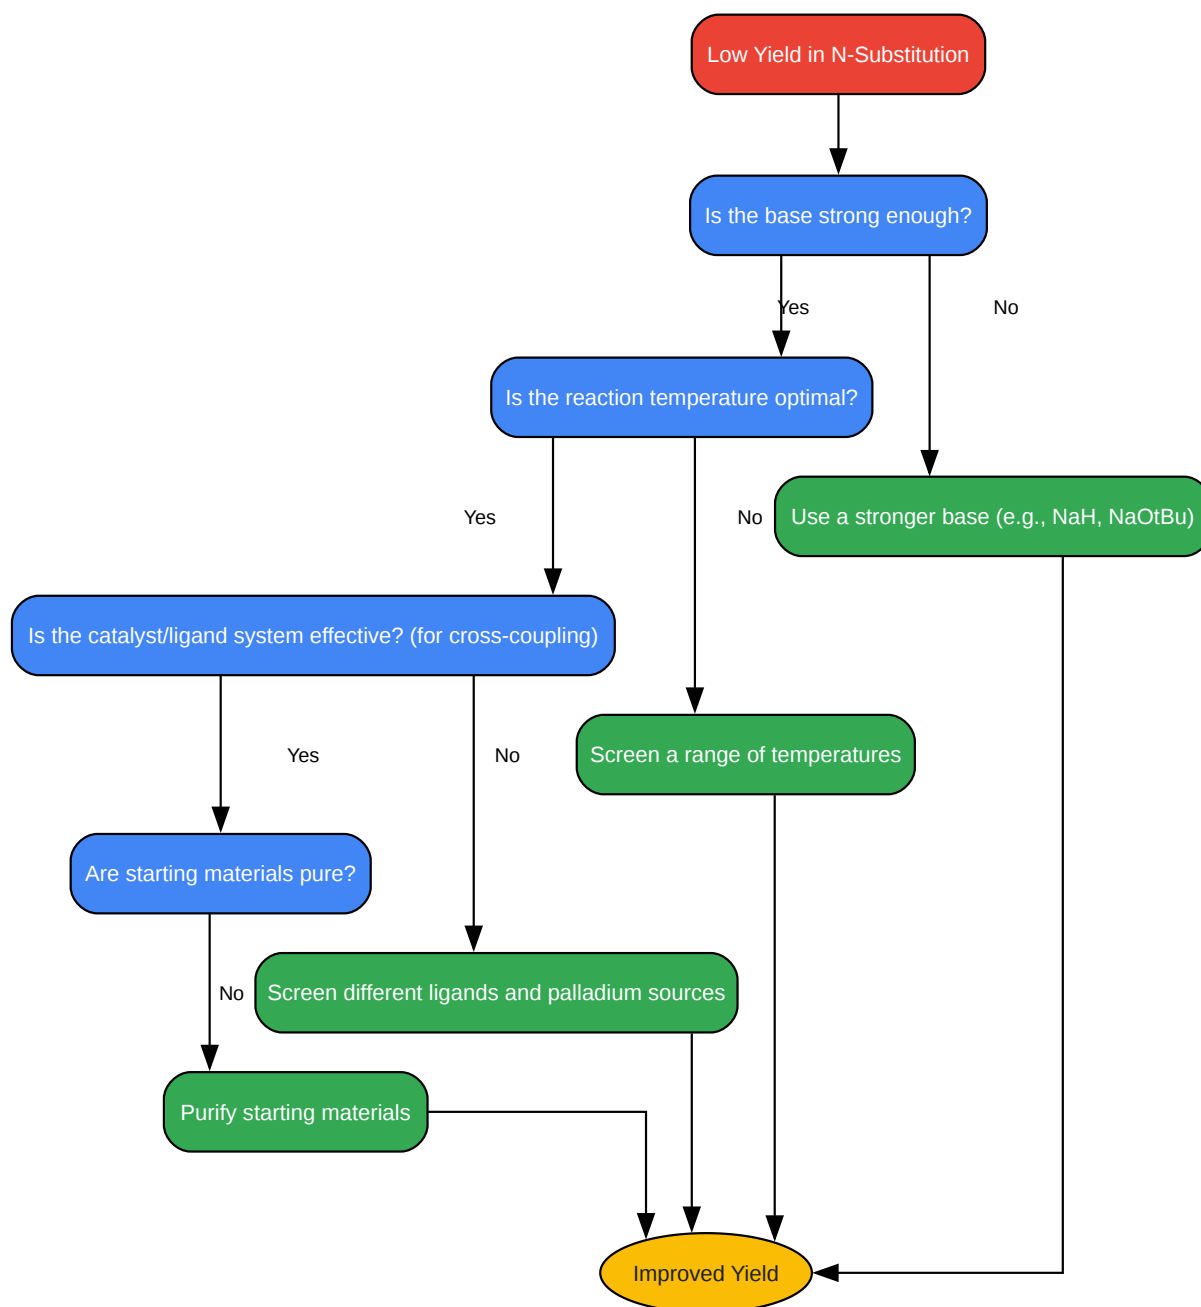 Low Yield in N-Substitution
Is the base strong enough?
Yes
No
Is the reaction temperature optimal?
Yes
No
Use a stronger base (e.g., NaH, NaOtBu)
Is the catalyst/ligand system effective? (for cross-coupling)
Yes
No
Screen a range of temperatures
Are starting materials pure?
No
Screen different ligands and palladium sources
Purify starting materials
Improved Yield